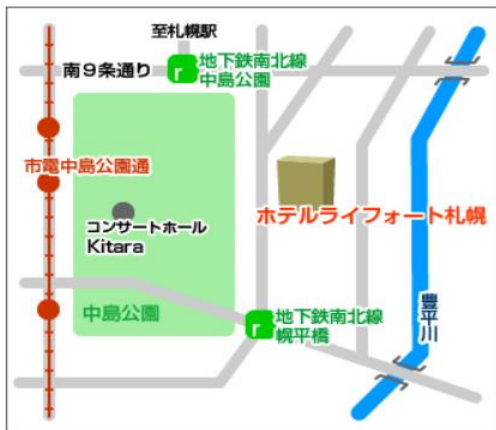 至札幌駅
南9条通り
地下鉄南北線
中島公園
市電中島公園通
コンサートホール
Kitara
ホテルライフォート札幌
中島公園
地下鉄南北線
幌平橋
豊平川